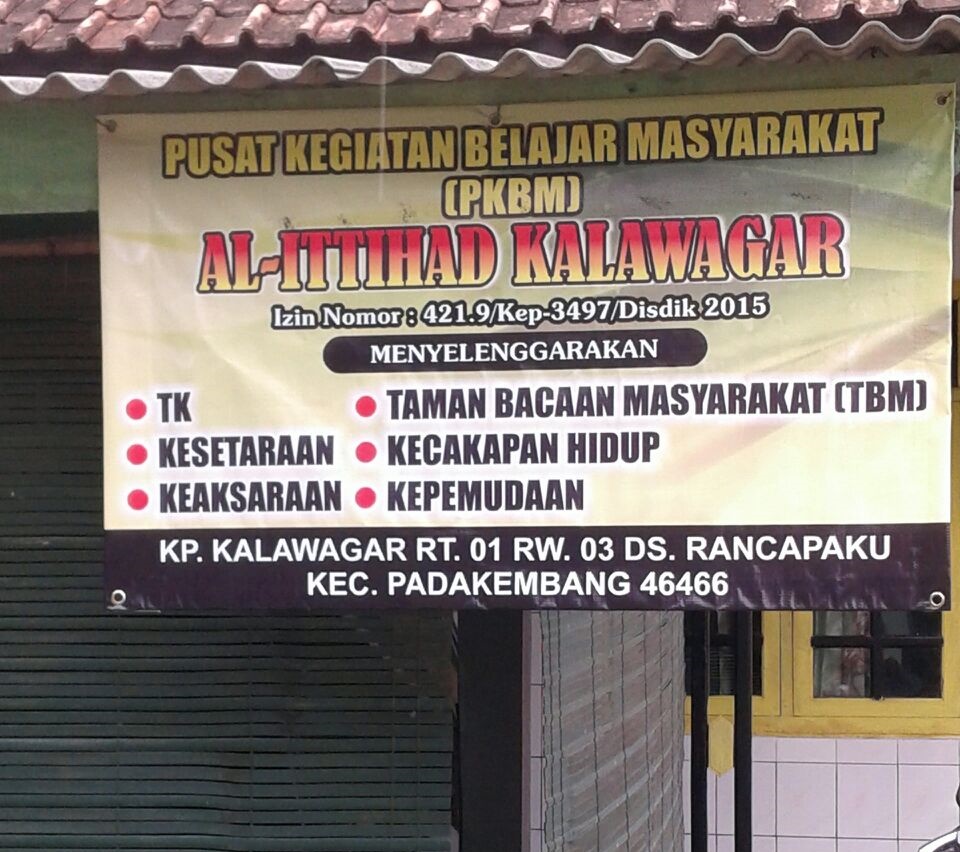 PUSAT KEGIATAN BELAJAR MASYARAKAT
(PKBM)
AL-ITTIHAD KALAWAGAR
Izin Nomor : 421.9/Kep-3497/Disdik 2015
MENYELENGGARAKAN
TK
KESETARAAN
KEAKSARAAN
TAMAN BACAAN MASYARAKAT (TBM)
KECAKAPAN HIDUP
KEPEMUDAAN
KP. KALAWAGAR RT. 01 RW. 03 DS. RANCAPAKU
KEC. PADAKEMBANG 46466